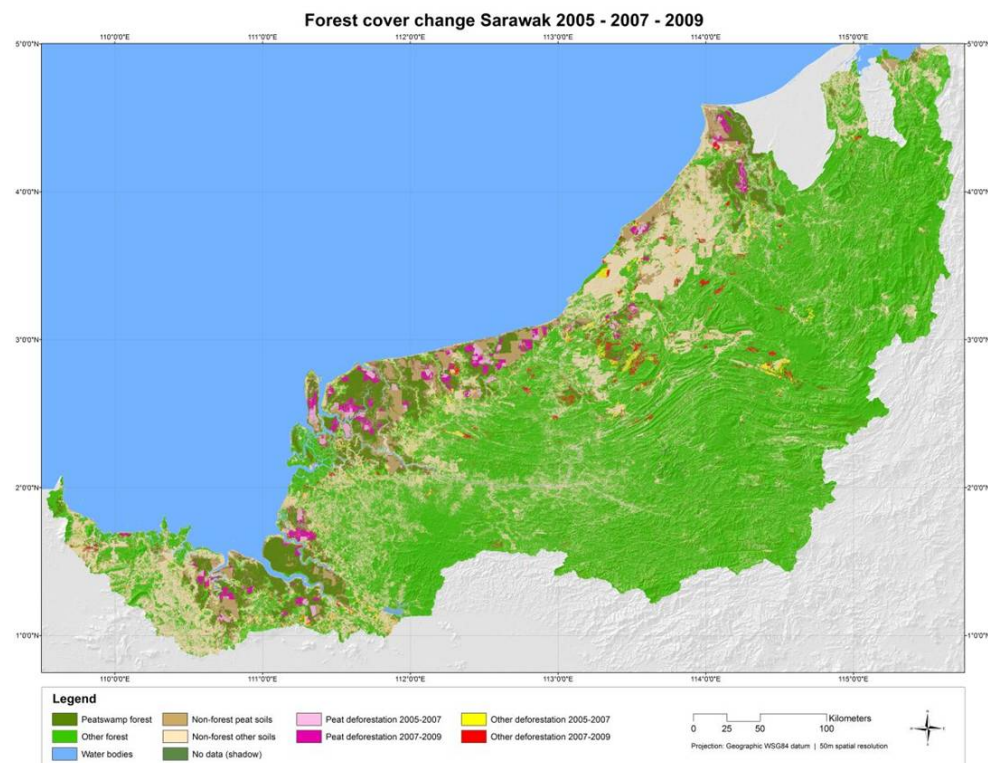 Forest cover change Sarawak 2005 - 2007 - 2009
110°0'0"E 111°0'0"E 112°0'0"E 113°0'0"E 114°0'0"E 115°0'0"E
5°0'0"N 5°0'0"N
4°0'0"N 4°0'0"N
3°0'0"N 3°0'0"N
2°0'0"N 2°0'0"N
1°0'0"N 1°0'0"N
110°0'0"E 111°0'0"E 112°0'0"E 113°0'0"E 114°0'0"E 115°0'0"E
Legend
Peatswamp forest Non-forest peat soils Peat deforestation 2005-2007 Other deforestation 2005-2007
Other forest Non-forest other soils Peat deforestation 2007-2009 Other deforestation 2007-2009
Water bodies No data (shadow)
Kilometers
0 25 50 100
Projection: Geographic WSG84 datum | 50m spatial resolution